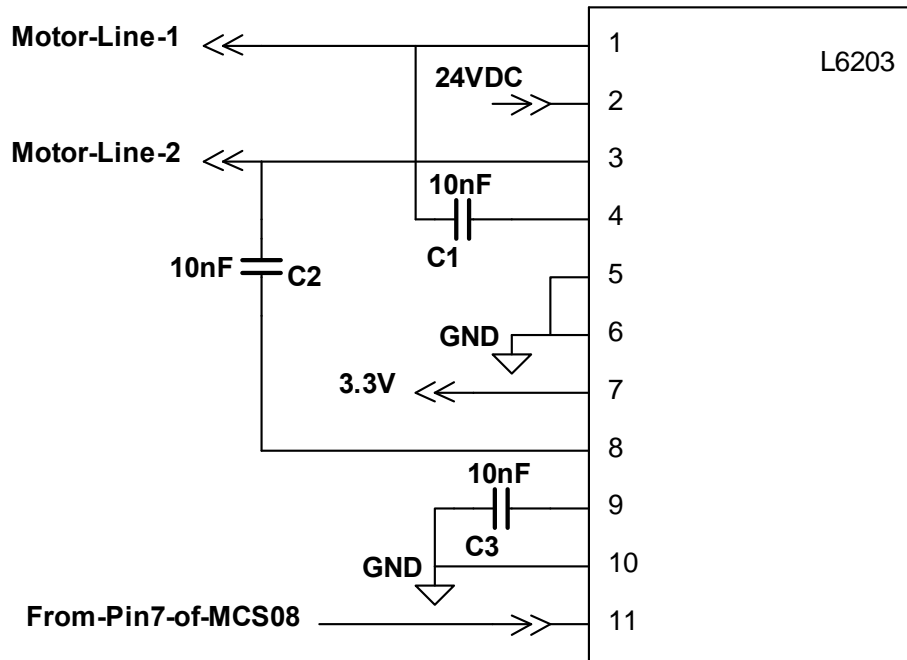 Motor-Line-1
1
L6203
24VDC
2
Motor-Line-2
3
10nF
4
C1
10nF
C2
5
GND
6
3.3V
7
8
10nF
9
C3
GND
10
From-Pin7-of-MCS08
11